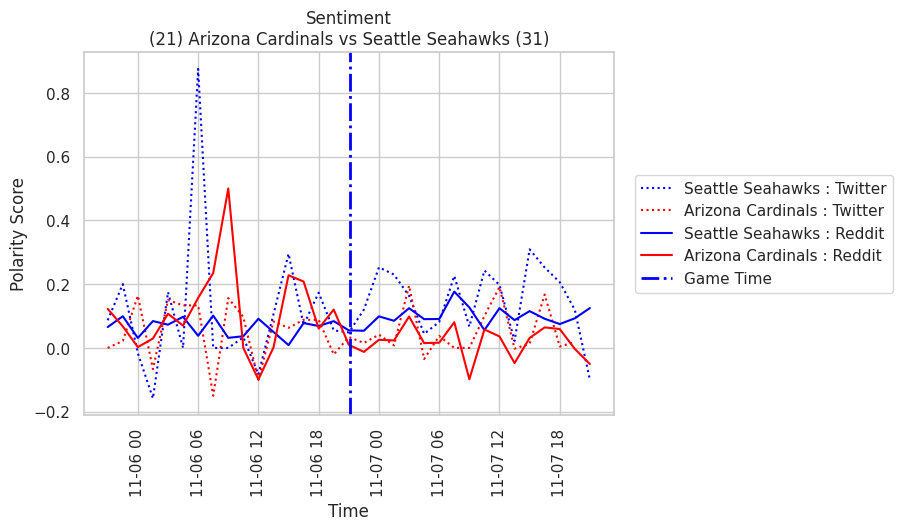 Sentiment
(21) Arizona Cardinals vs Seattle Seahawks (31)
Polarity Score
0.8
0.6
0.4
0.2
0.0
−0.2
11-06 00
11-06 06
11-06 12
11-06 18
11-07 00
11-07 06
11-07 12
11-07 18
Time
Seattle Seahawks : Twitter
Arizona Cardinals : Twitter
Seattle Seahawks : Reddit
Arizona Cardinals : Reddit
Game Time